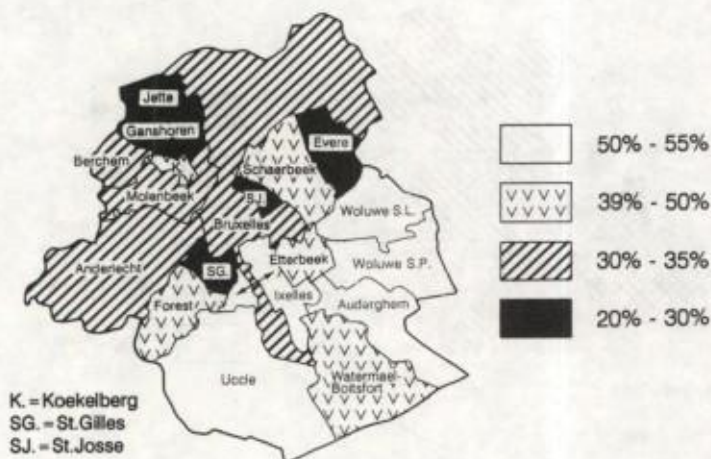 Jette
Ganshoren
Evere
Berchem
Schaerbeek
Molenbeek
SJ.
Woluwe S.L.
Bruxelles
Etterbeek
Woluwe S.P.
Anderlecht
SG.
Ixelles
Auderghem
Forest
Uccle
Watermael-
Boitsfort
50% - 55%
39% - 50%
30% - 35%
20% - 30%
K. = Koekelberg
SG. = St.Gilles
SJ. = St.Josse